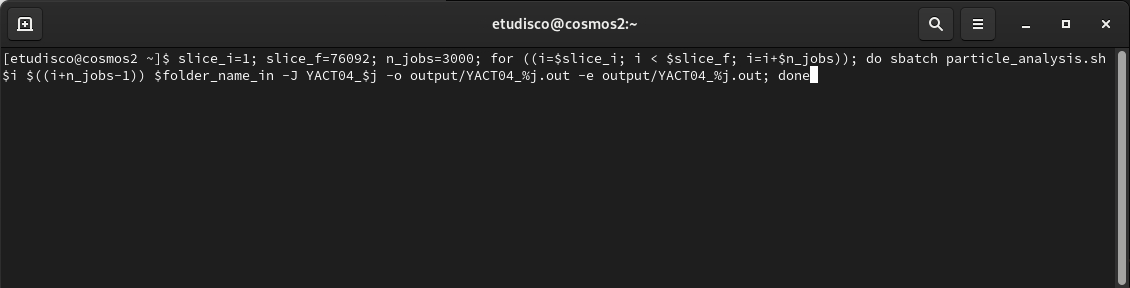 etudisco@cosmos2:~
[etudisco@cosmos2 ~]$ slice_i=1; slice_f=76092; n_jobs=3000; for ((i=$slice_i; i < $slice_f; i=i+$n_jobs)); do sbatch particle_analysis.sh
$i $((i+n_jobs-1)) $folder_name_in -J YACT04_$j -o output/YACT04_%j.out -e output/YACT04_%j.out; done